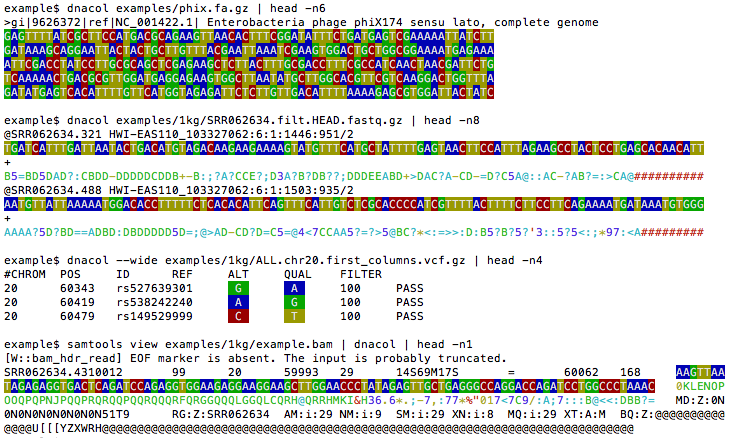 example$ dnacol examples/phix.fa.gz | head -n6
>gi|9626372|ref|NC_001422.1| Enterobacteria phage phiX174 sensu lato, complete genome
GAGTTTTATCGCTTCCATGACGCAGAAGTTAACACTTTCGGATATTTCTGATGAGTCGAAAAATTATCTT
GATAAAGCAGGAATTACTACTGCTTGTTTACGAATTAAATCGAAGTGGACTGCTGGCGGAAAATGAGAAA
ATTCGACCTATCCTTGCGCAGCTCGAGAAGCTCTTACTTTGCGACCTTTCGCCATCAACTAACGATTCTG
TCAAAAACTGACGCGTTGGATGAGGAGAAGTGGCTTAATATGCTTGGCACGTTCGTCAAGGACTGGTTTA
GATATGAGTCACATTTTGTTCATGGTAGAGATTCTCTTGTTGACATTTTAAAAGAGCGTGGATTACTATC
example$ dnacol examples/1kg/SRR062634.filt.HEAD.fastq.gz | head -n8
@SRR062634.321 HWI-EAS110_103327062:6:1:1446:951/2
TGATCATTTGATTAATACTGACATGTAGACAAGAAGAAAAGTATGTTTCATGCTATTTTGAGTAACTTCCATTTAGAAGCCTACTCCTGAGCACAACATT
+
B5=BD5DAD?:CBDD-DDDDDCDDB+-B:;?A?CCE?;D3A?B?DB??;DDDEEABD+>DAC?A-CD-=D?C5A@::AC-?AB?=:>CA@##########
@SRR062634.488 HWI-EAS110_103327062:6:1:1503:935/2
AATGTTATTAAAAATGGACACCTTTTTCTCACACATTCAGTTTCATTGTCTCGCACCCCATCGTTTTACTTTTCTTCCTTCAGAAAATGATAAATGTGGG
+
AAAA?5D?BD==ADBD:DBDDDDD5D=;@>AD-CD?D=C5=@4<7CCAA5?=?>5@BC?*<:=>>:D:B5?B?5?'3::5?5<:;*97:<A#########
example$ dnacol --wide examples/1kg/ALL.chr20.first_columns.vcf.gz | head -n4
#CHROM POS ID REF ALT QUAL FILTER
20 60343 rs527639301 G A 100 PASS
20 60419 rs538242240 A G 100 PASS
20 60479 rs149529999 C T 100 PASS
example$ samtools view examples/1kg/example.bam | dnacol | head -n1
[W::bam_hdr_read] EOF marker is absent. The input is probably truncated.
SRR062634.4310012 99 20 59993 29 14S69M17S = 60062 168 AAGTTAA
TAGAGAGGTGACTCAGATCCAGAGGTGGAAGAGGAAGGAAGCTTGGAACCCTATAGAGTTGCTGAGGGCCAGGACCAGATCCTGGCCCTAAAC 0KLENOP
OOQPQPNJPQQPRQRQQPQQRQQQRFQRGGQQQLGGQLCQRH@QRRHMKI&H36.6*.;-7,:77*%"017<7C9/:A;7:::B@<<:DBB?= MD:Z:0N
0N0N0N0N0N0N0N51T9 RG:Z:SRR062634 AM:i:29 NM:i:9 SM:i:29 XN:i:8 MQ:i:29 XT:A:M BQ:Z:@@@@@@@@@@